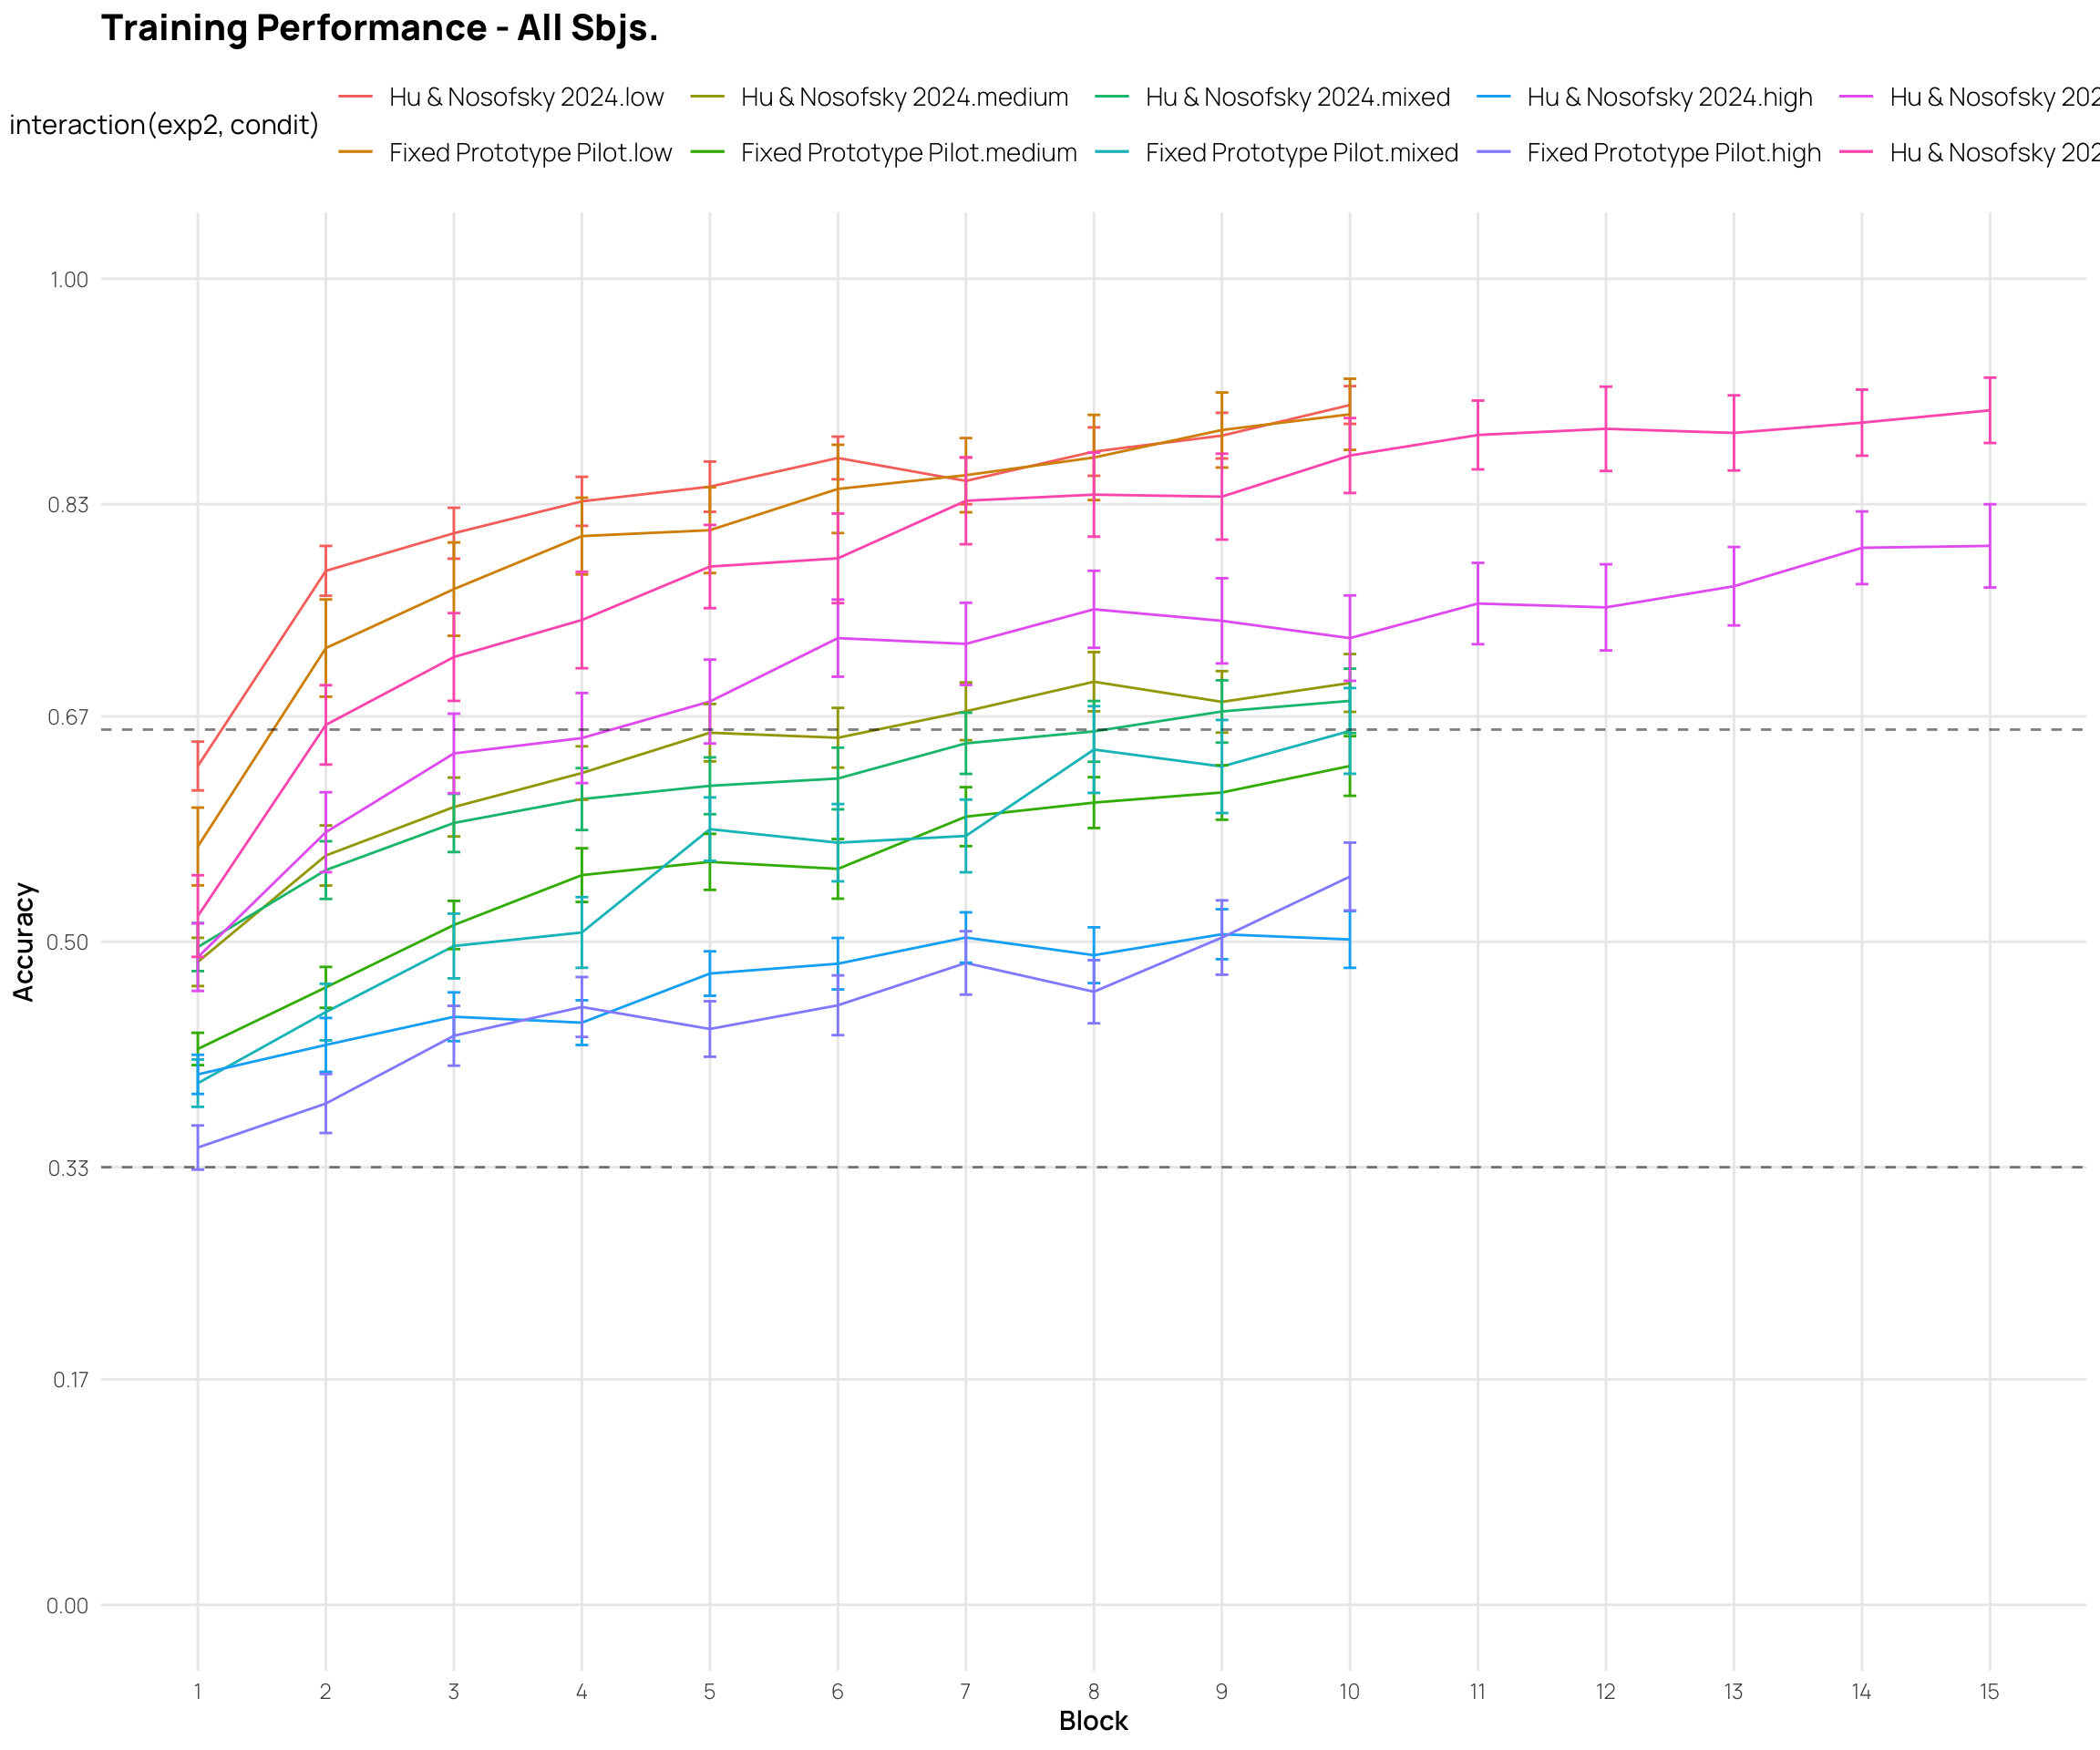 Training Performance - All Sbjs.
interaction(exp2, condit)
Hu & Nosofsky 2024.low
Hu & Nosofsky 2024.medium
Hu & Nosofsky 2024.mixed
Hu & Nosofsky 2024.high
Hu & Nosofsky 202
Fixed Prototype Pilot.low
Fixed Prototype Pilot.medium
Fixed Prototype Pilot.mixed
Fixed Prototype Pilot.high
Hu & Nosofsky 202
Accuracy
1.00
0.83
0.67
0.50
0.33
0.17
0.00
1 2 3 4 5 6 7 8 9 10 11 12 13 14 15
Block